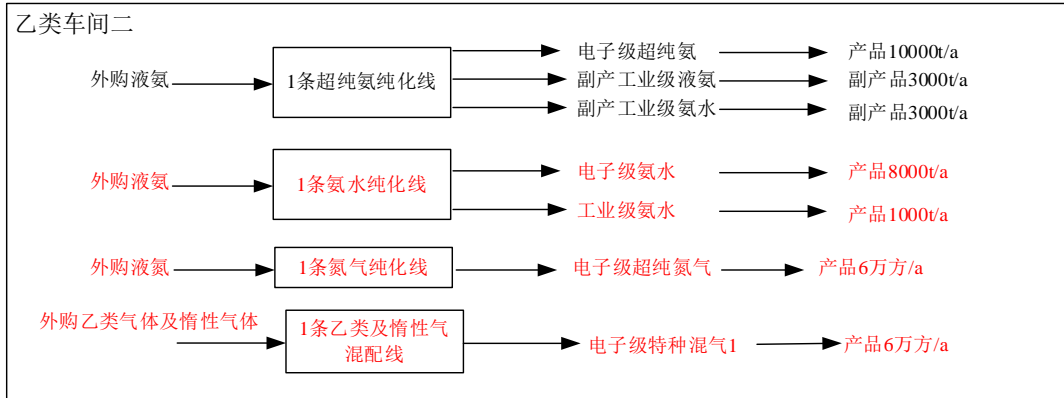 乙类车间二
外购液氨
1条超纯氨纯化线
电子级超纯氨
产品10000t/a
副产工业级液氨
副产品3000t/a
副产工业级氨水
副产品3000t/a
外购液氨
1条氨水纯化线
电子级氨水
产品8000t/a
工业级氨水
产品1000t/a
外购液氮
1条氮气纯化线
电子级超纯氮气
产品6万方/a
外购乙类气体及惰性气体
1条乙类及惰性气
混配线
电子级特种混气1
产品6万方/a